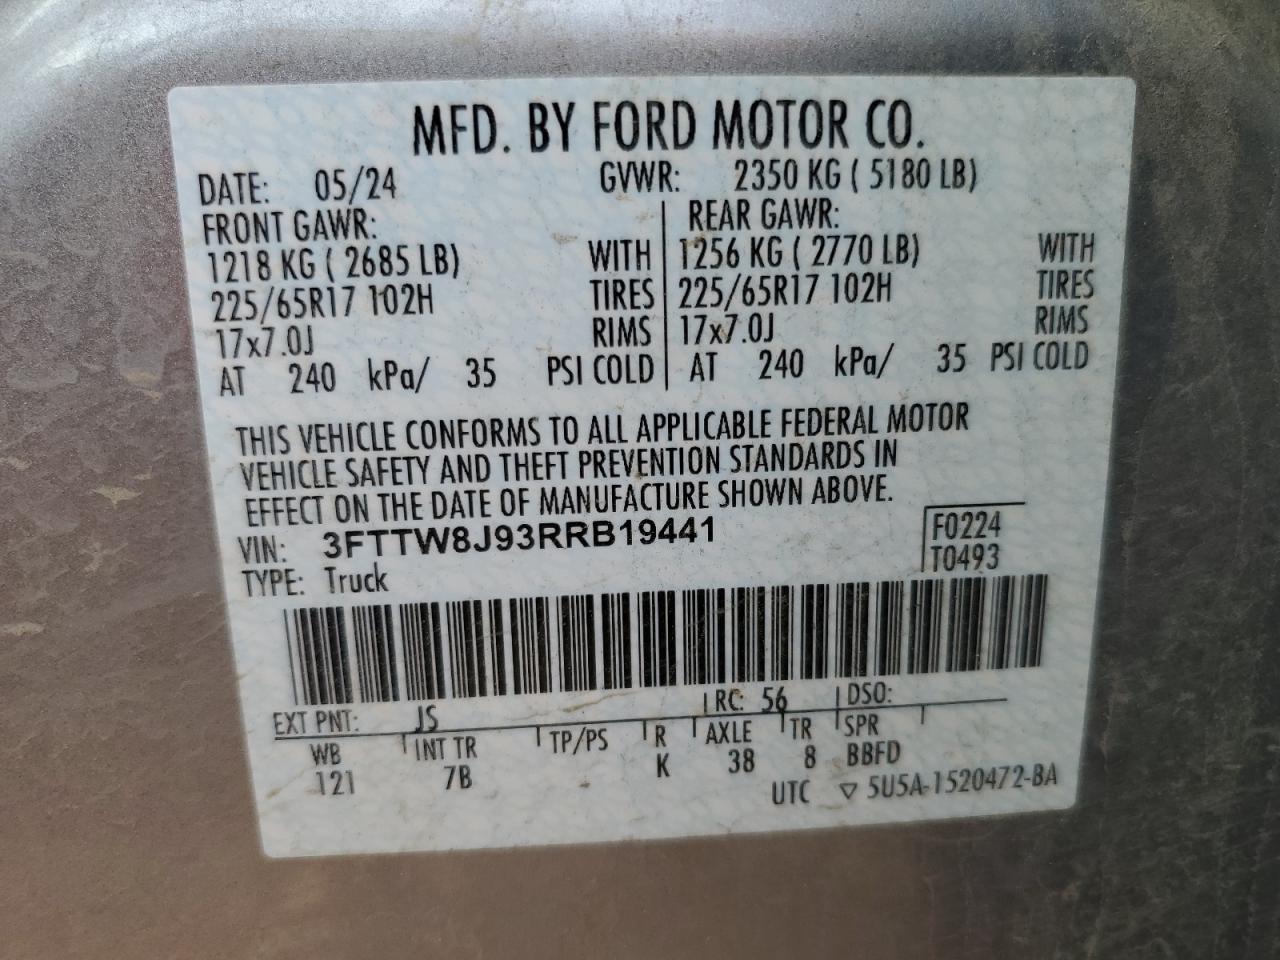 MFD. BY FORD MOTOR CO.
DATE: 05/24 GVWR: 2350 KG ( 5180 LB)
FRONT GAWR: REAR GAWR:
1218 KG ( 2685 LB) WITH 1256 KG ( 2770 LB) WITH
225/65R17 102H TIRES 225/65R17 102H TIRES
17x7.0J RIMS 17x7.0J RIMS
AT 240 kPa/ 35 PSI COLD AT 240 kPa/ 35 PSI COLD
THIS VEHICLE CONFORMS TO ALL APPLICABLE FEDERAL MOTOR
VEHICLE SAFETY AND THEFT PREVENTION STANDARDS IN
EFFECT ON THE DATE OF MANUFACTURE SHOWN ABOVE.
VIN: 3FTTW8J93RRB19441 F0224
TYPE: Truck T0493
EXT PNT: JS RC: 56 DSO:
WB INT TR TP/PS R AXLE TR SPR
121 7B K 38 8 BBFD
UTC ▽ 5U5A-1520472-BA